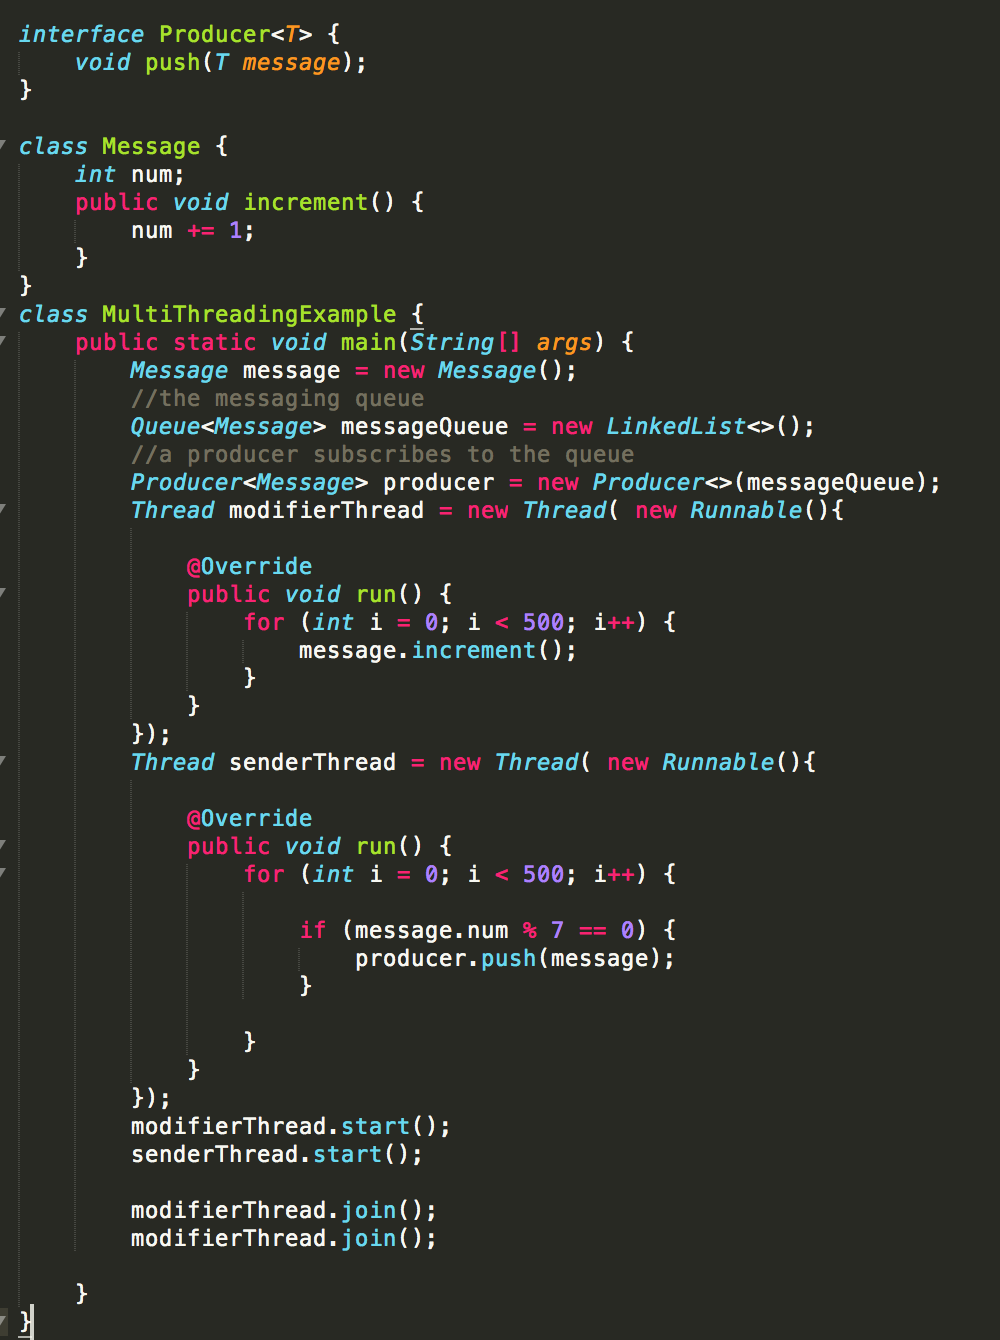 interface Producer<T> {
    void push(T message);
}

class Message {
    int num;
    public void increment() {
        num += 1;
    }
}
class MultiThreadingExample {
    public static void main(String[] args) {
        Message message = new Message();
        //the messaging queue
        Queue<Message> messageQueue = new LinkedList<>();
        //a producer subscribes to the queue
        Producer<Message> producer = new Producer<>(messageQueue);
        Thread modifierThread = new Thread( new Runnable(){

            @Override
            public void run() {
                for (int i = 0; i < 500; i++) {
                    message.increment();
                }
            }
        });
        Thread senderThread = new Thread( new Runnable(){

            @Override
            public void run() {
                for (int i = 0; i < 500; i++) {

                    if (message.num % 7 == 0) {
                        producer.push(message);
                    }

                }
            }
        });
        modifierThread.start();
        senderThread.start();

        modifierThread.join();
        modifierThread.join();

    }
}